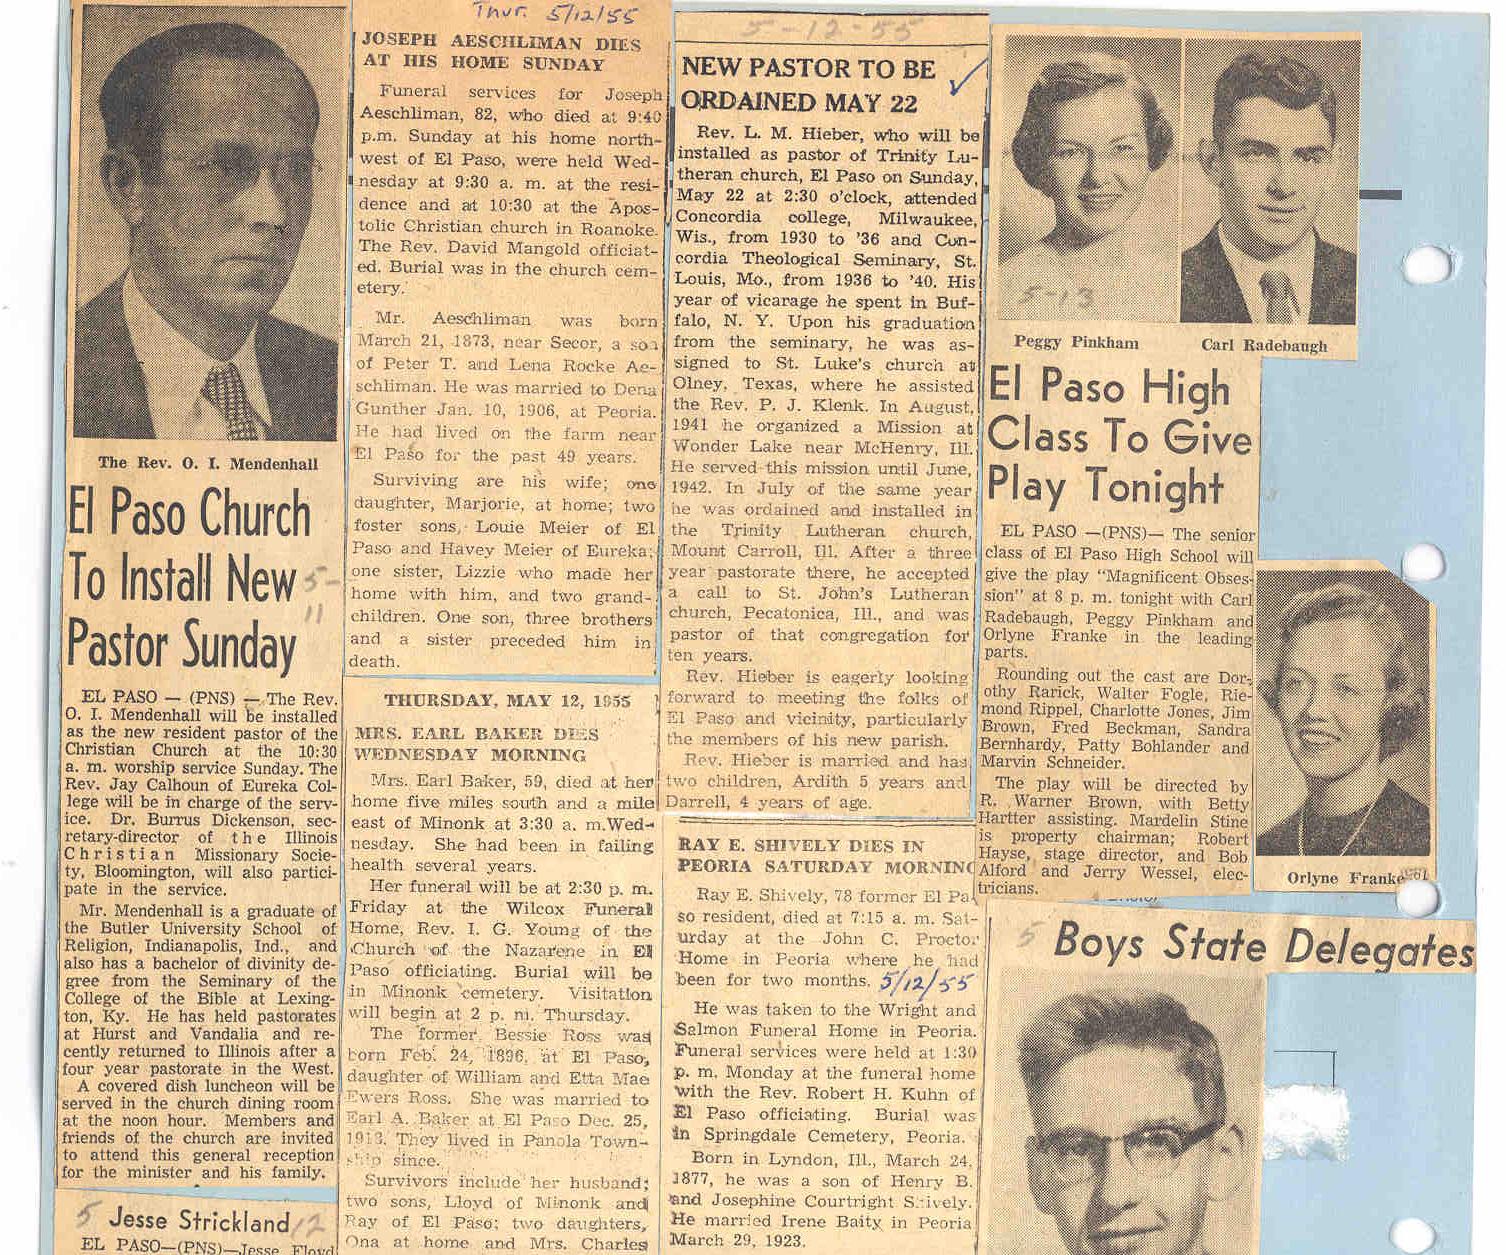 The Rev. O. I. Mendenhall
El Paso Church
To Install New
Pastor Sunday
5-
11
EL PASO — (PNS) — The Rev.
O. I. Mendenhall will be installed
as the new resident pastor of the
Christian Church at the 10:30
a. m. worship service Sunday. The
Rev. Jay Calhoun of Eureka Col-
lege will be in charge of the serv-
ice. Dr. Burrus Dickenson, sec-
retary-director of the Illinois
Christian Missionary Socie-
ty, Bloomington, will also partici-
pate in the service.
Mr. Mendenhall is a graduate of
the Butler University School of
Religion, Indianapolis, Ind., and
also has a bachelor of divinity de-
gree from the Seminary of the
College of the Bible at Lexing-
ton, Ky. He has held pastorates
at Hurst and Vandalia and re-
cently returned to Illinois after a
four year pastorate in the West.
A covered dish luncheon will be
served in the church dining room
at the noon hour. Members and
friends of the church are invited
to attend this general reception
for the minister and his family.
5 Jesse Strickland 12
EL PASO—(PNS)—Jesse Floyd
Thur. 5/12/55
JOSEPH AESCHLIMAN DIES
AT HIS HOME SUNDAY
Funeral services for Joseph
Aeschliman, 82, who died at 9:40
p.m. Sunday at his home north-
west of El Paso, were held Wed-
nesday at 9:30 a. m. at the resi-
dence and at 10:30 at the Apos-
tolic Christian church in Roanoke.
The Rev. David Mangold officiat-
ed. Burial was in the church cem-
etery.
Mr. Aeschliman was born
March 21, 1873, near Secor, a son
of Peter T. and Lena Rocke Ae-
schliman. He was married to Dena
Gunther Jan. 10, 1906, at Peoria.
He had lived on the farm near
El Paso for the past 49 years.
Surviving are his wife; one
daughter, Marjorie, at home; two
foster sons, Louie Meier of El
Paso and Havey Meier of Eureka;
one sister, Lizzie who made her
home with him, and two grand-
children. One son, three brothers
and a sister preceded him in
death.
THURSDAY, MAY 12, 1955
MRS. EARL BAKER DIES
WEDNESDAY MORNING
Mrs. Earl Baker, 59, died at her
home five miles south and a mile
east of Minonk at 3:30 a. m.Wed-
nesday. She had been in failing
health several years.
Her funeral will be at 2:30 p. m.
Friday at the Wilcox Funeral
Home, Rev. I. G. Young of the
Church of the Nazarene in El
Paso officiating. Burial will be
in Minonk cemetery. Visitation
will begin at 2 p. m. Thursday.
The former Bessie Ross was
born Feb. 24, 1896, at El Paso,
daughter of William and Etta Mae
Ewers Ross. She was married to
Earl A. Baker at El Paso Dec. 25,
1913. They lived in Panola Town-
ship since.
Survivors include her husband;
two sons, Lloyd of Minonk and
Ray of El Paso; two daughters,
Ona at home and Mrs. Charles
5-12 55
NEW PASTOR TO BE
ORDAINED MAY 22
Rev. L. M. Hieber, who will be
installed as pastor of Trinity Lu-
theran church, El Paso on Sunday,
May 22 at 2:30 o'clock, attended
Concordia college, Milwaukee,
Wis., from 1930 to '36 and Con-
cordia Theological Seminary, St.
Louis, Mo., from 1936 to '40. His
year of vicarage he spent in Buf-
falo, N. Y. Upon his graduation
from the seminary, he was as-
signed to St. Luke's church at
Olney, Texas, where he assisted
the Rev. P. J. Klenk. In August,
1941 he organized a Mission at
Wonder Lake near McHenry, Ill.
He served this mission until June,
1942. In July of the same year
he was ordained and installed in
the Trinity Lutheran church,
Mount Carroll, Ill. After a three
year pastorate there, he accepted
a call to St. John's Lutheran
church, Pecatonica, Ill., and was
pastor of that congregation for
ten years.
Rev. Hieber is eagerly looking
forward to meeting the folks of
El Paso and vicinity, particularly
the members of his new parish.
Rev. Hieber is married and has
two children, Ardith 5 years and
Darrell, 4 years of age.
RAY E. SHIVELY DIES IN
PEORIA SATURDAY MORNING
Ray E. Shively, 78 former El Pa-
so resident, died at 7:15 a. m. Sat-
urday at the John C. Proctor
Home in Peoria where he had
been for two months. 5/12/55
He was taken to the Wright and
Salmon Funeral Home in Peoria.
Funeral services were held at 1:30
p. m. Monday at the funeral home
with the Rev. Robert H. Kuhn of
El Paso officiating. Burial was
in Springdale Cemetery, Peoria.
Born in Lyndon, Ill., March 24,
1877, he was a son of Henry B.
and Josephine Courtright Shively.
He married Irene Baity in Peoria
March 29, 1923.
5-13
Peggy Pinkham
Carl Radebaugh
El Paso High
Class To Give
Play Tonight
EL PASO —(PNS)— The senior
class of El Paso High School will
give the play "Magnificent Obses-
sion" at 8 p. m. tonight with Carl
Radebaugh, Peggy Pinkham and
Orlyne Franke in the leading
parts.
Rounding out the cast are Dor-
othy Rarick, Walter Fogle, Rie-
mond Rippel, Charlotte Jones, Jim
Brown, Fred Beckman, Sandra
Bernhardy, Patty Bohlander and
Marvin Schneider.
The play will be directed by
R. Warner Brown, with Betty
Hartter assisting. Mardelin Stine
is property chairman; Robert
Hayse, stage director, and Bob
Alford and Jerry Wessel, elec-
tricians.
Orlyne Franke
5 Boys State Delegates